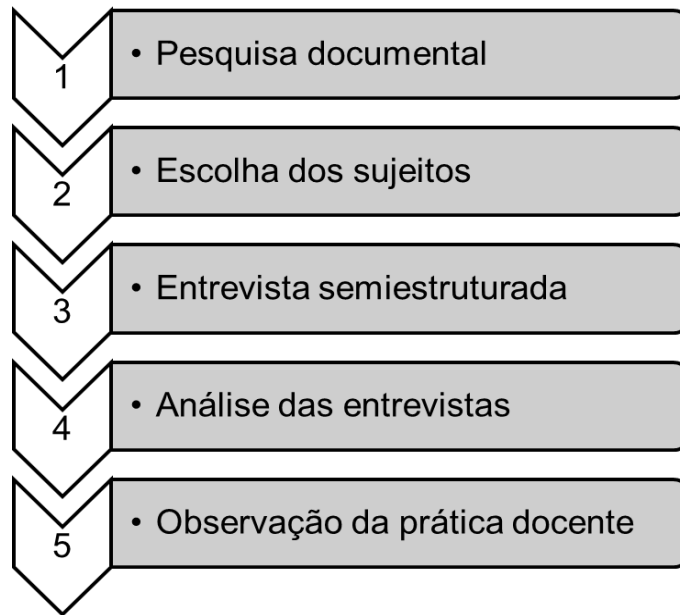 1
• Pesquisa documental
2
• Escolha dos sujeitos
3
• Entrevista semiestruturada
4
• Análise das entrevistas
5
• Observação da prática docente